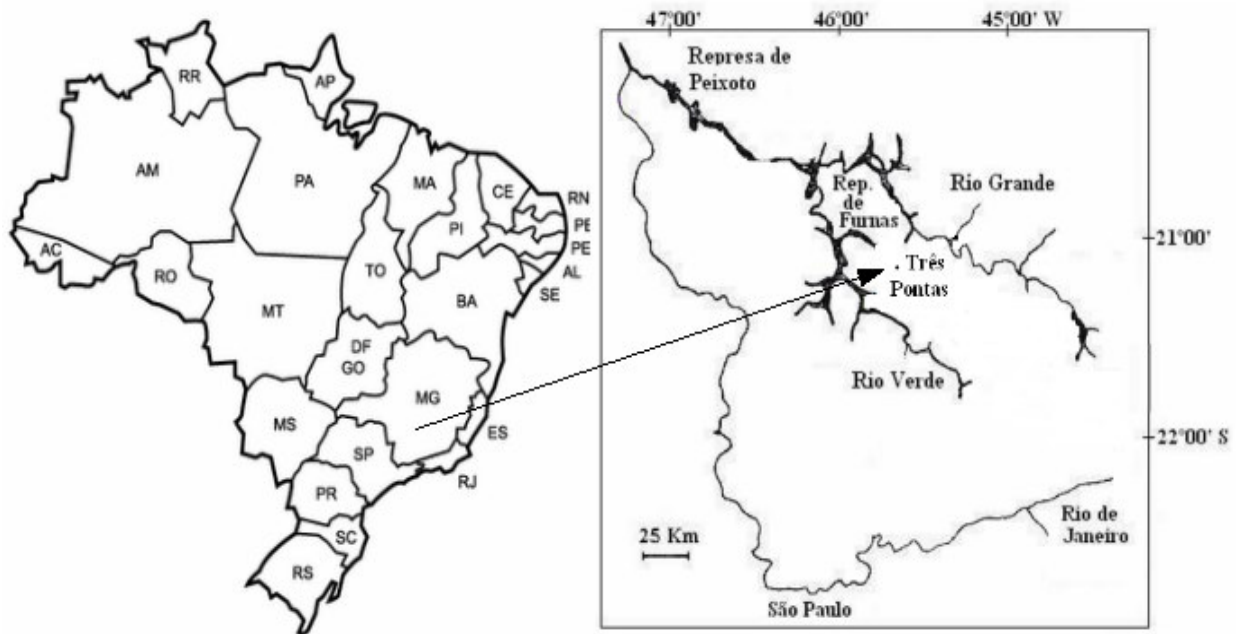 RR
AP
AM
PA
MA
CE
RN
PI
PE
AC
RO
TO
AL
SE
MT
BA
DF
GO
MG
MS
ES
SP
RJ
PR
SC
RS
47°00'
46°00'
45°00' W
Represa de
Peixoto
Rep.
de
Furnas
Rio Grande
21°00'
Três
Pontas
Rio Verde
22°00' S
25 Km
Rio de
Janeiro
São Paulo